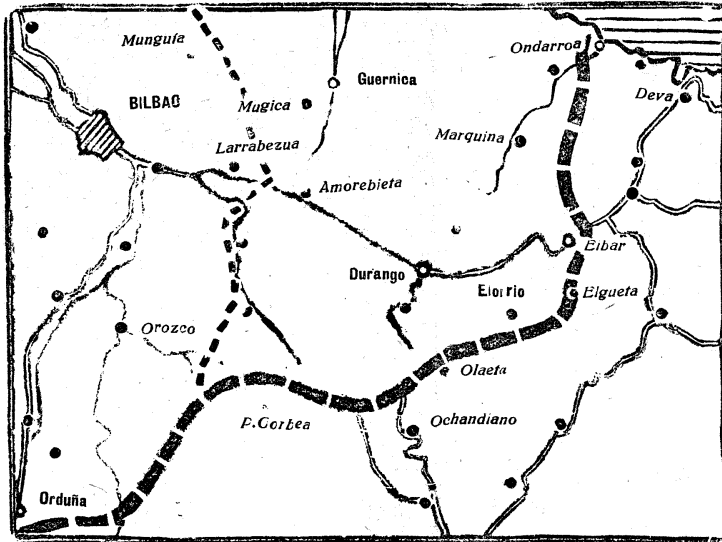 Munguía
Ondarroa
Guernica
BILBAO
Mugica
Deva
Marquina
Larrabezua
Amorebieta
Eibar
Durango
Elorrio
Elgueta
Orozco
Olaeta
P. Gorbea
Ochandiano
Orduña